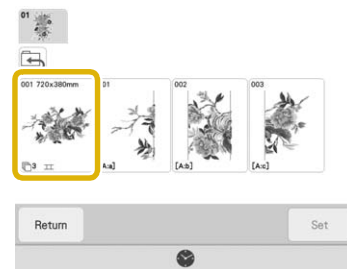 01
001 720x380mm
01
002
003
3
A:a]
[A:b]
[A:c]
Return
Set